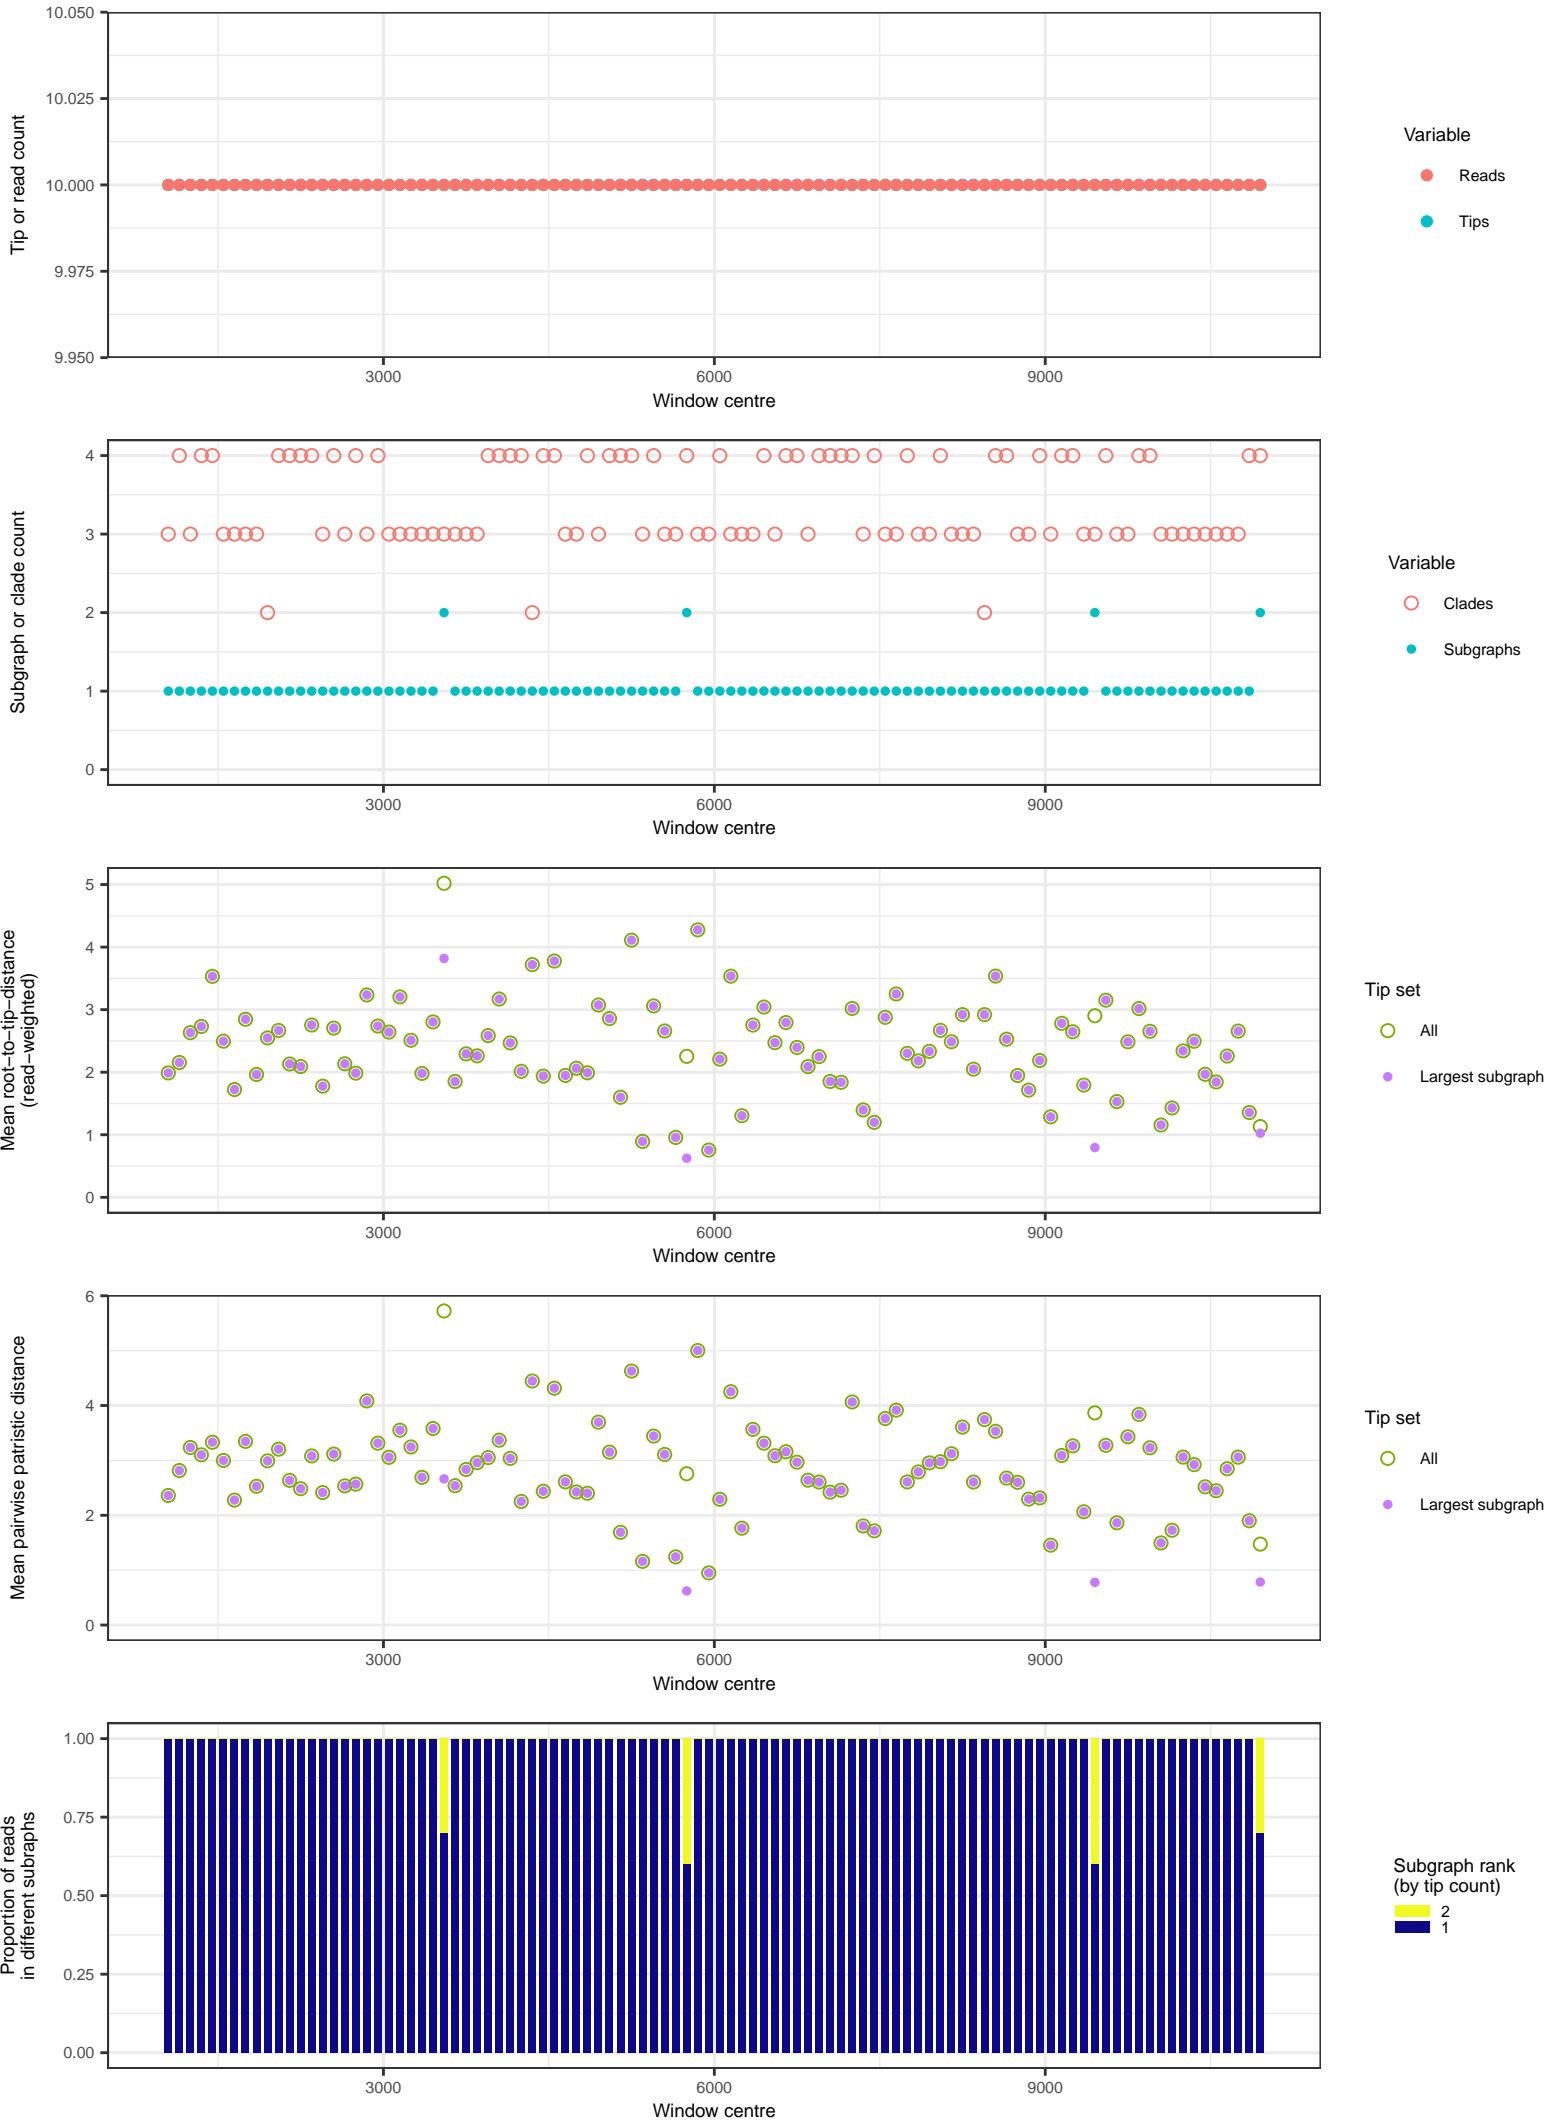 10.050
10.025
10.000
9.975
9.950
Tip or read count
3000 6000 9000
Window centre
Variable
Reads
Tips
4
3
2
1
0
Subgraph or clade count
3000 6000 9000
Window centre
Variable
Clades
Subgraphs
5
4
3
2
1
0
Mean root−to−tip−distance
(read−weighted)
3000 6000 9000
Window centre
Tip set
All
Largest subgraph
6
4
2
0
Mean pairwise patristic distance
3000 6000 9000
Window centre
Tip set
All
Largest subgraph
1.00
0.75
0.50
0.25
0.00
Proportion of reads
in different subraphs
3000 6000 9000
Window centre
Subgraph rank
(by tip count)
2
1